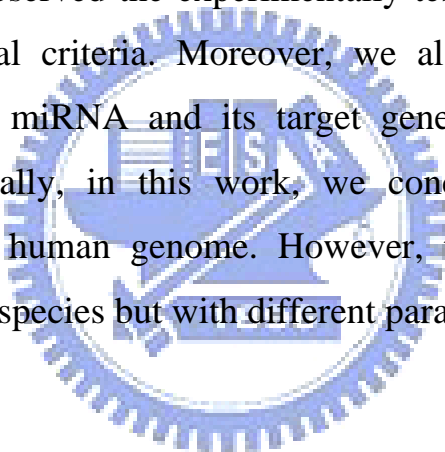 served the experimentally te
al criteria. Moreover, we al
miRNA and its target gene
ally, in this work, we con
human genome. However,
species but with different para